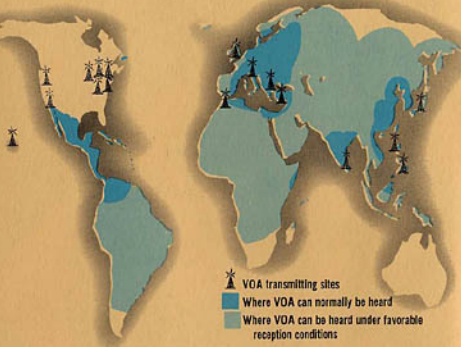 VOA transmitting sites
Where VOA can normally be heard
Where VOA can be heard under favorable
reception conditions